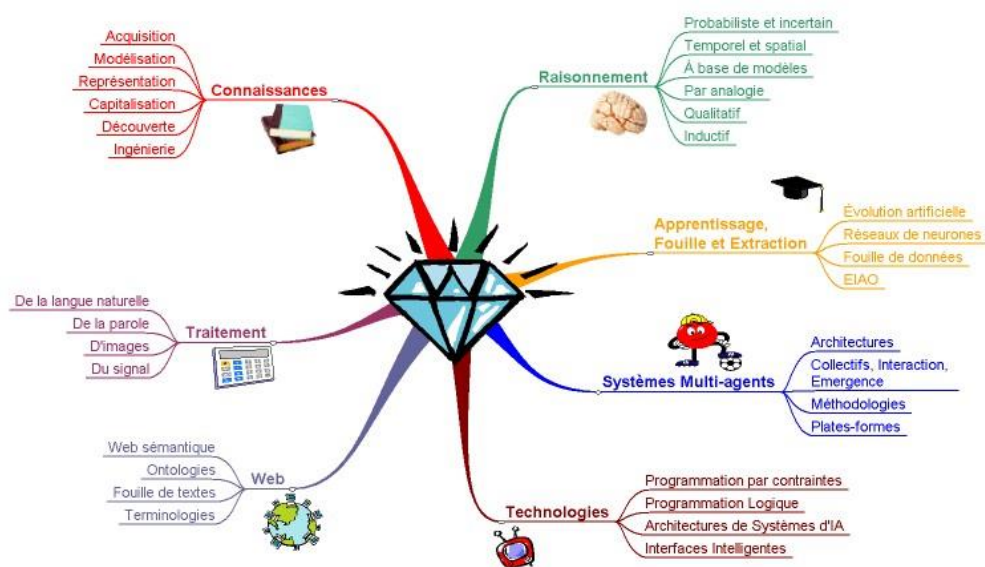 Connaissances
Acquisition
Modélisation
Représentation
Capitalisation
Découverte
Ingénierie
Raisonnement
Probabiliste et incertain
Temporel et spatial
À base de modèles
Par analogie
Qualitatif
Inductif
Apprentissage,
Fouille et Extraction
Évolution artificielle
Réseaux de neurones
Fouille de données
EIAO
Traitement
De la langue naturelle
De la parole
D'images
Du signal
Systèmes Multi-agents
Architectures
Collectifs, Interaction,
Emergence
Méthodologies
Plates-formes
Web
Web sémantique
Ontologies
Fouille de textes
Terminologies
Technologies
Programmation par contraintes
Programmation Logique
Architectures de Systèmes d'IA
Interfaces Intelligentes